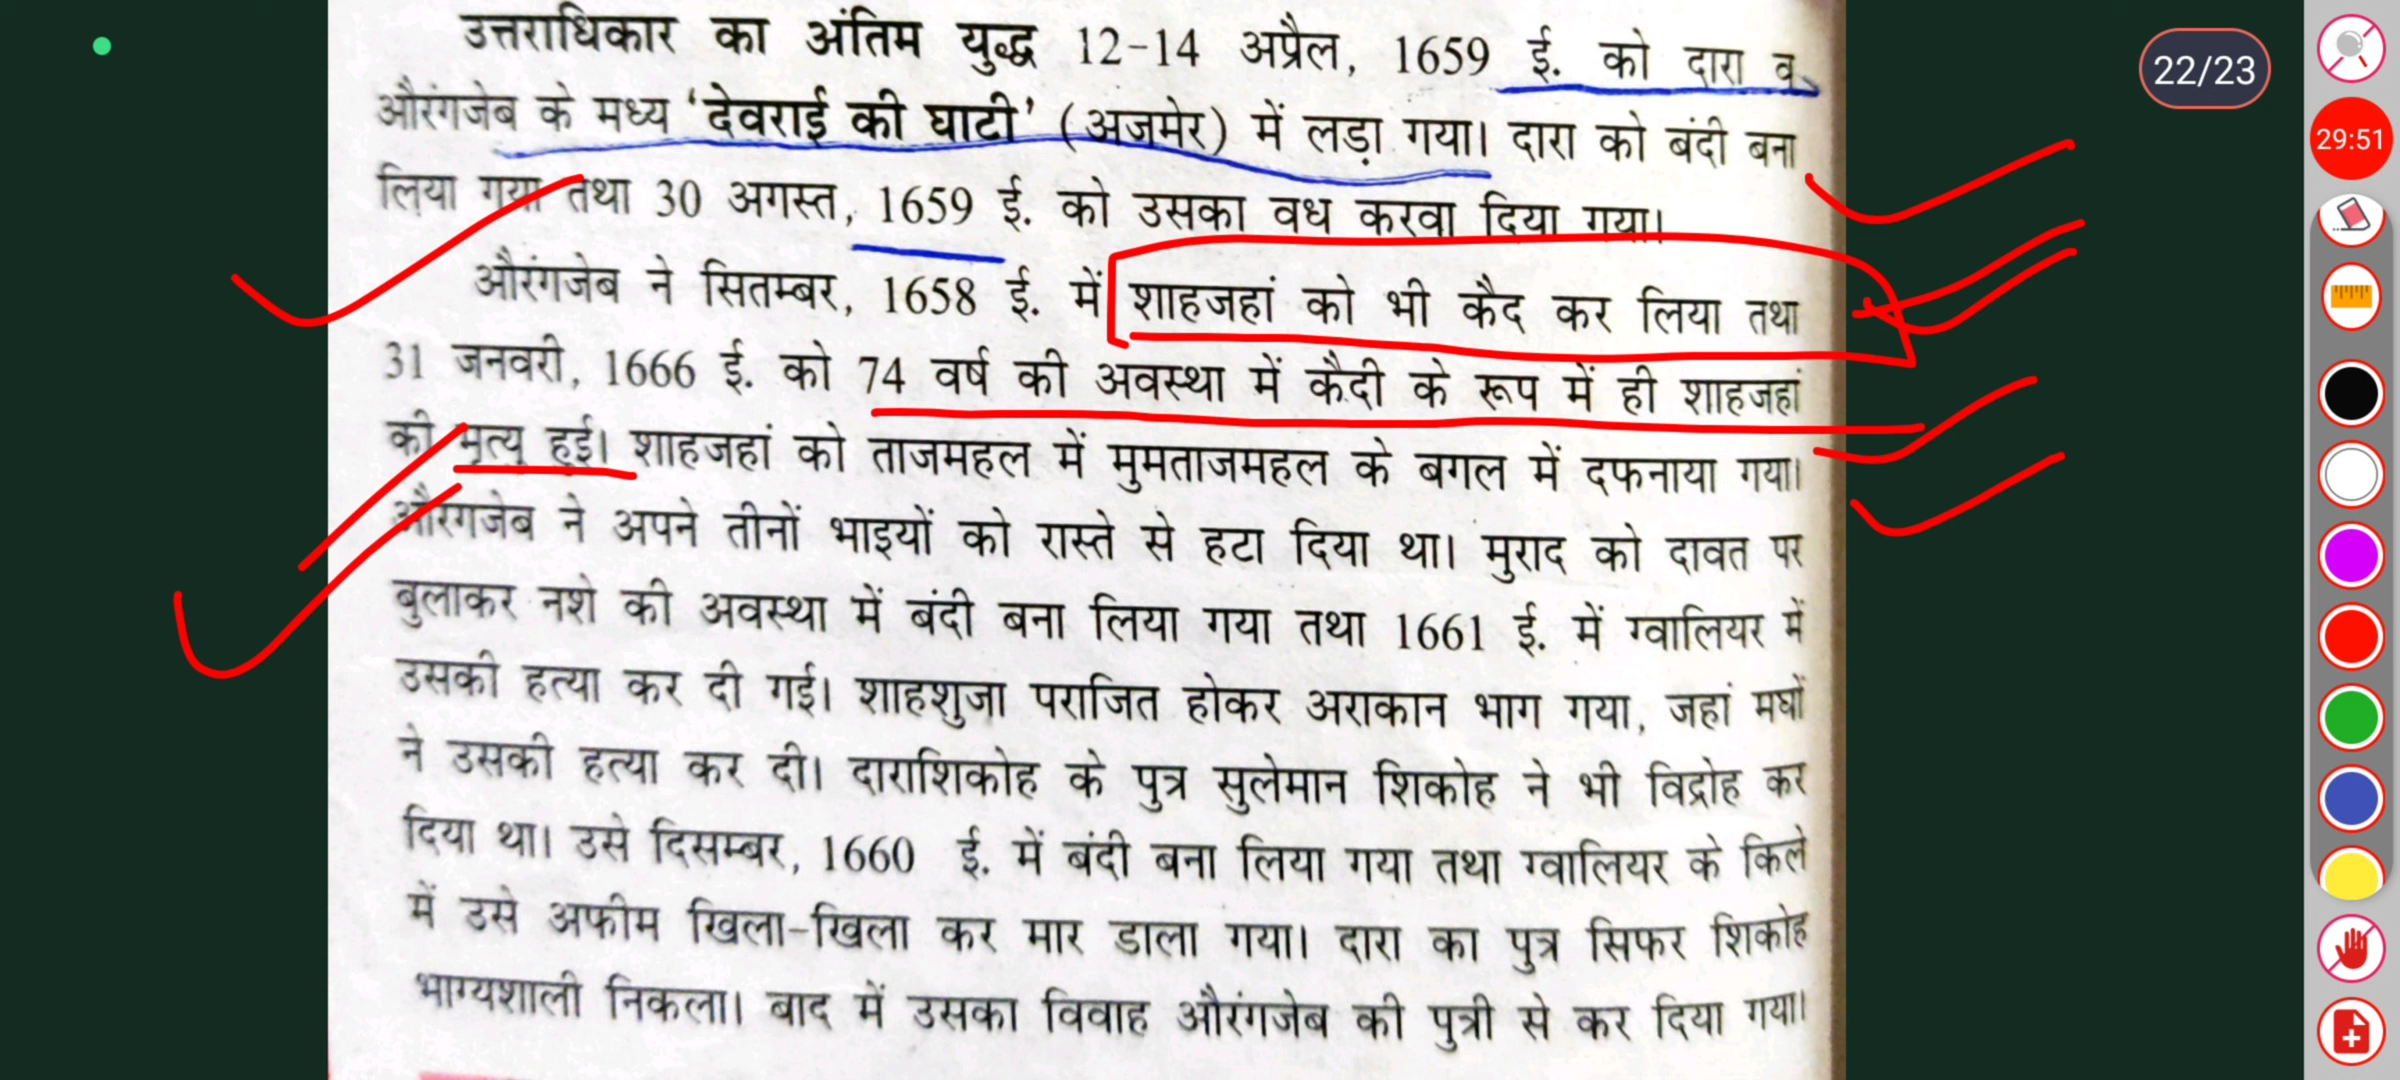 उत्तराधिकार का अंतिम युद्ध 12-14 अप्रैल, 1659 ई. को दारा व
औरंगजेब के मध्य 'देवराई की घाटी' (अजमेर) में लड़ा गया। दारा को बंदी बना
लिया गया तथा 30 अगस्त, 1659 ई. को उसका वध करवा दिया गया।
औरंगजेब ने सितम्बर, 1658 ई. में शाहजहां को भी कैद कर लिया तथा
31 जनवरी, 1666 ई. को 74 वर्ष की अवस्था में कैदी के रूप में ही शाहजहां
की मृत्यु हुई। शाहजहां को ताजमहल में मुमताजमहल के बगल में दफनाया गया।
औरंगजेब ने अपने तीनों भाइयों को रास्ते से हटा दिया था। मुराद को दावत पर
बुलाकर नशे की अवस्था में बंदी बना लिया गया तथा 1661 ई. में ग्वालियर में
उसकी हत्या कर दी गई। शाहशुजा पराजित होकर अराकान भाग गया, जहां मघों
ने उसकी हत्या कर दी। दाराशिकोह के पुत्र सुलेमान शिकोह ने भी विद्रोह कर
दिया था। उसे दिसम्बर, 1660 ई. में बंदी बना लिया गया तथा ग्वालियर के किले
में उसे अफीम खिला-खिला कर मार डाला गया। दारा का पुत्र सिफर शिकोह
भाग्यशाली निकला। बाद में उसका विवाह औरंगजेब की पुत्री से कर दिया गया।
22/23
29:51